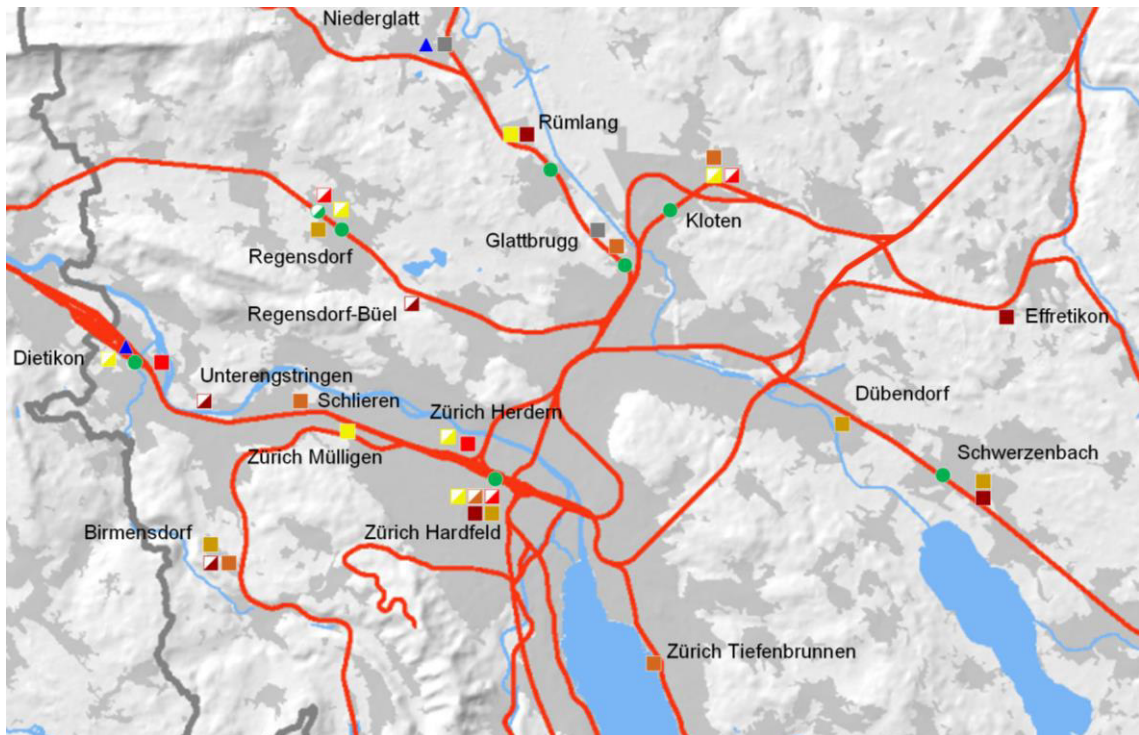 Niederglatt
Rümlang
Kloten
Glattbrugg
Regensdorf
Regensdorf-Büel
Effretikon
Dietikon
Unterengstringen
Schlieren
Dübendorf
Zürich Herdern
Zürich Mülligen
Schwerzenbach
Birmensdorf
Zürich Hardfeld
Zürich Tiefenbrunnen